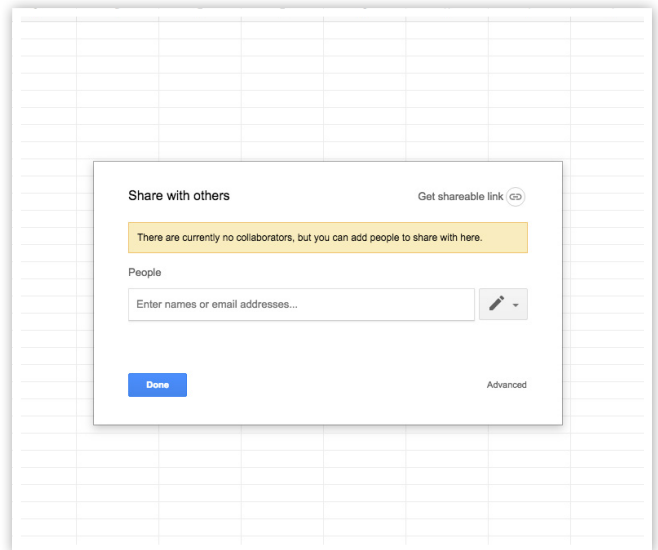 Share with others
Get shareable link
There are currently no collaborators, but you can add people to share with here.
People
Enter names or email addresses...
Done
Advanced